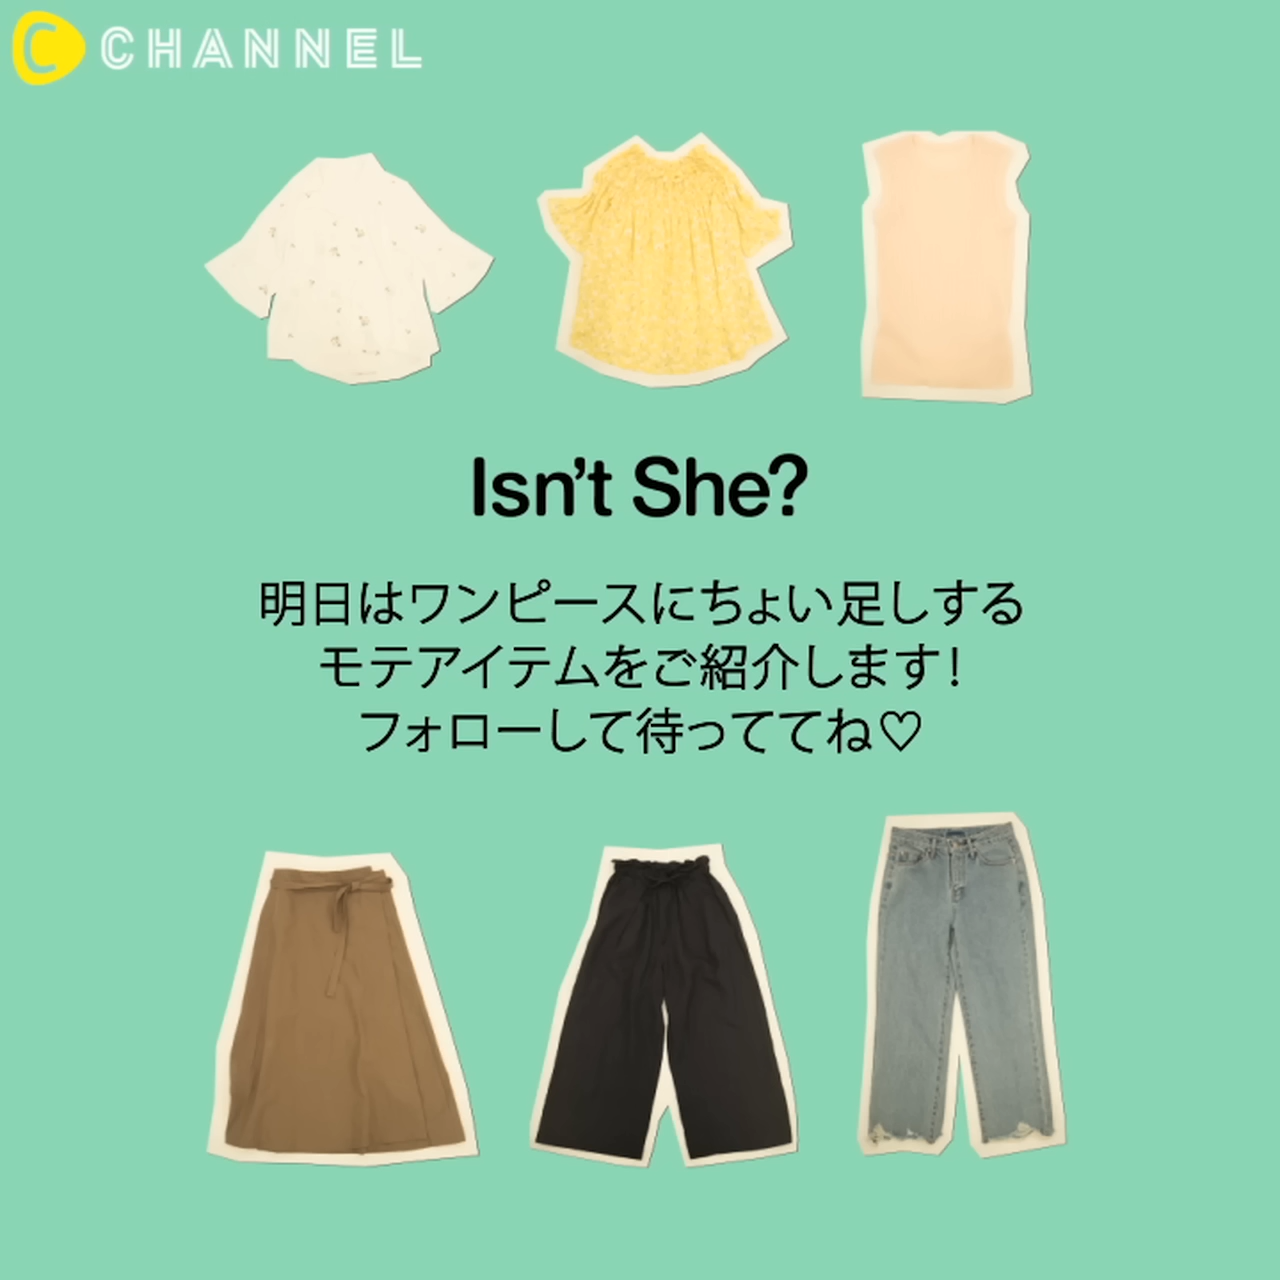 C CHANNEL
Isn't She?
明日はワンピースにちょい足しする
モテアイテムをご紹介します!
フォローして待っててね♡